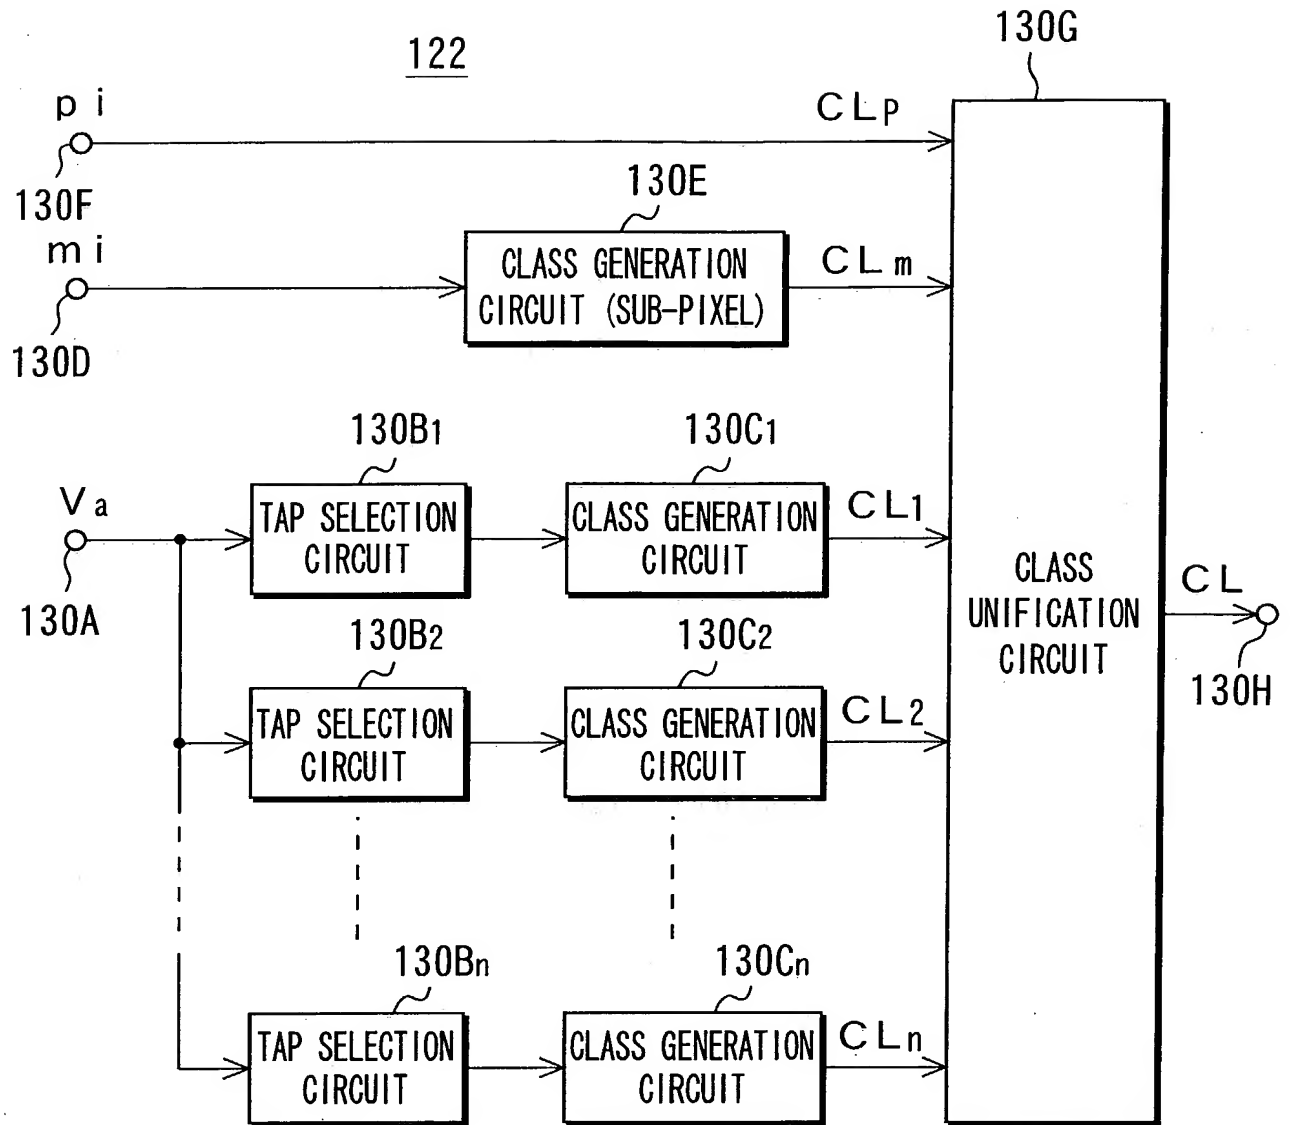 122
130G
pi
CLp
130F
130E
mi
CLASS GENERATION
CIRCUIT (SUB-PIXEL)
CLm
130D
130B1
130C1
Va
TAP SELECTION
CIRCUIT
CLASS GENERATION
CIRCUIT
CL1
130A
CLASS
UNIFICATION
CIRCUIT
CL
130H
130B2
130C2
TAP SELECTION
CIRCUIT
CLASS GENERATION
CIRCUIT
CL2
130Bn
130Cn
TAP SELECTION
CIRCUIT
CLASS GENERATION
CIRCUIT
CLn